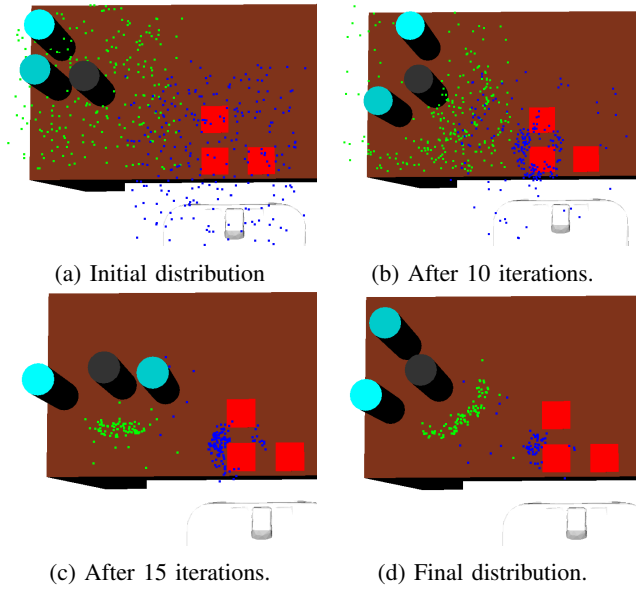 (a) Initial distribution
(b) After 10 iterations.
(c) After 15 iterations.
(d) Final distribution.